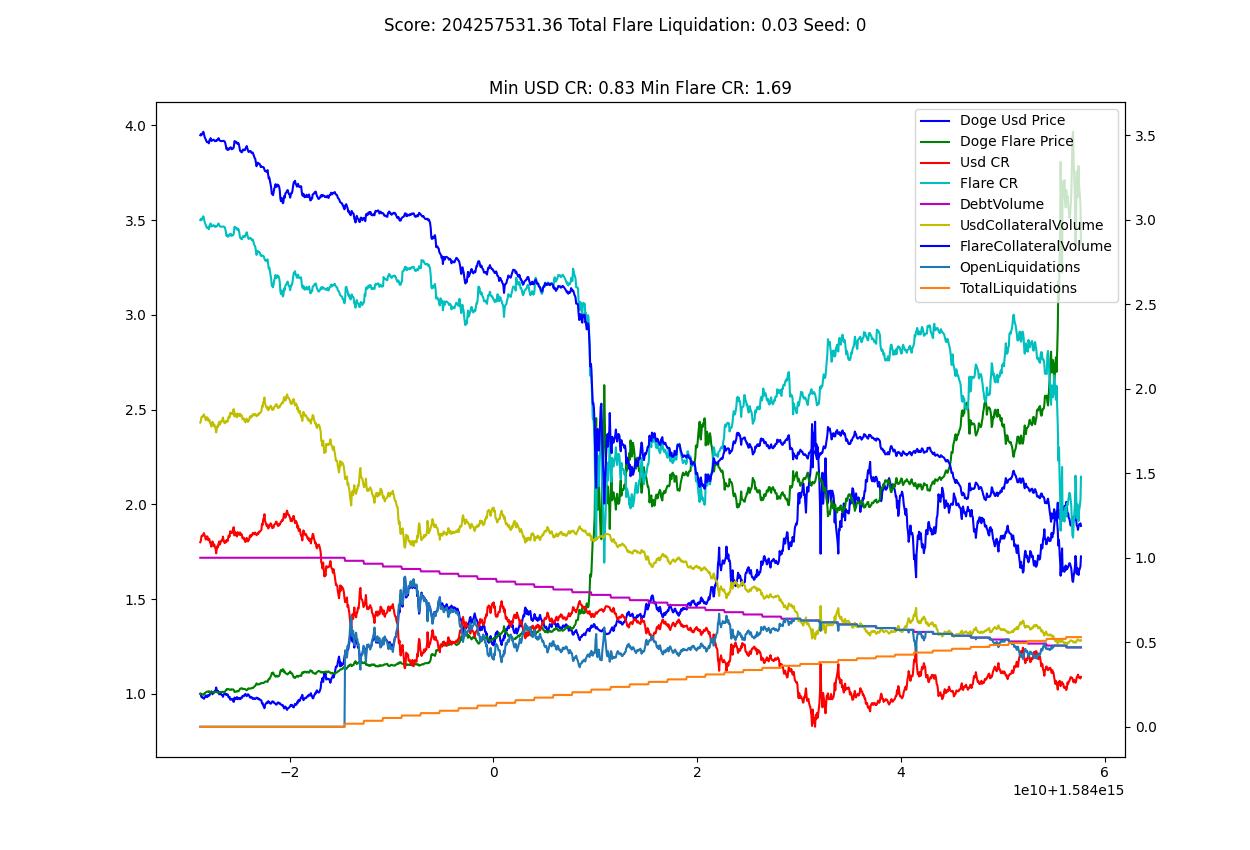 Score: 204257531.36 Total Flare Liquidation: 0.03 Seed: 0
Min USD CR: 0.83 Min Flare CR: 1.69
4.0
3.5
3.0
2.5
2.0
1.5
1.0
Doge Usd Price
Doge Flare Price
Usd CR
Flare CR
DebtVolume
UsdCollateralVolume
FlareCollateralVolume
OpenLiquidations
TotalLiquidations
3.5
3.0
2.5
2.0
1.5
1.0
0.5
0.0
−2 0 2 4 6
1e10+1.584e15